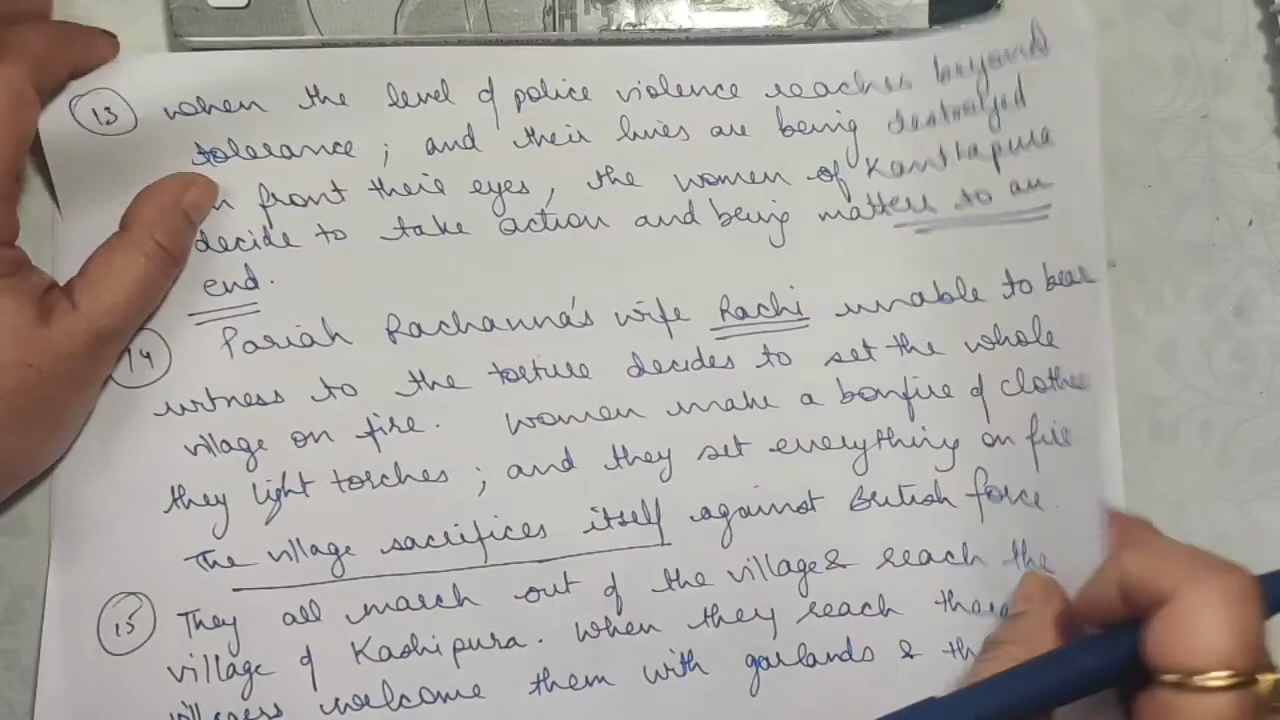 13 when the level of police violence reaches beyond
tolerance ; and their lives are being destroyed
in front their eyes, the women of Kanthapura
decide to take action and being matters to an
end.
14 Pariah Rachanna's wife Rachi unable to bear
witness to the torture decides to set the whole
village on fire. Women make a bonfire of clothes
they light torches ; and they set everything on fire
The village sacrifices itself against British force.
15 They all march out of the village & reach the
village of Kashipura. When they reach
villagers welcome them with garlands &